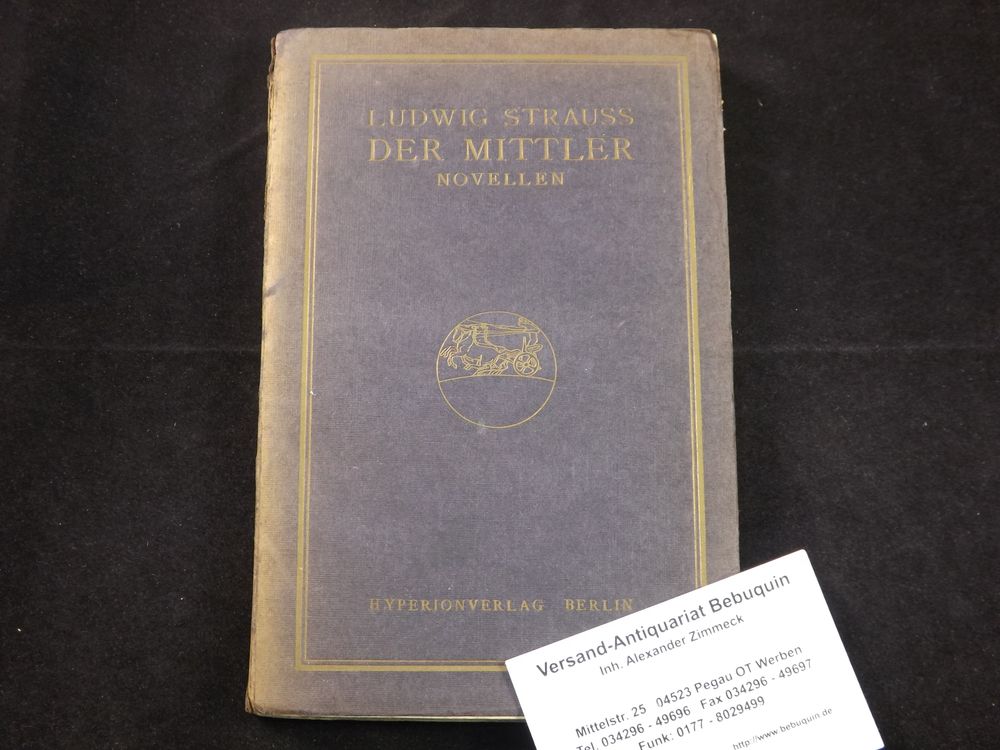 LUDWIG STRAUSS
DER MITTLER
NOVELLEN
HYPERIONVERLAG BERLIN
Versand-Antiquariat Bebuquin
Inh. Alexander Zimmeck
Mittelstr. 25 04523 Pegau OT Werben
Tel. 034296 - 49696 Fax 034296 - 49697
Funk: 0177 - 8029499
http://www.bebuquin.de